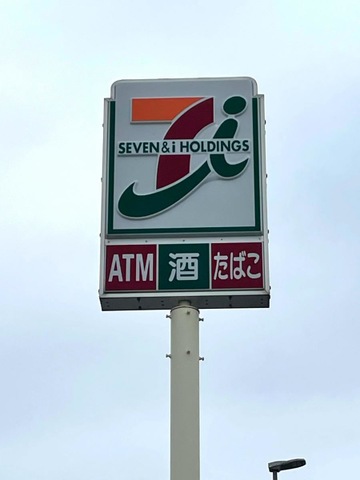 SEVEN & i HOLDINGS
ATM 酒 たばこ